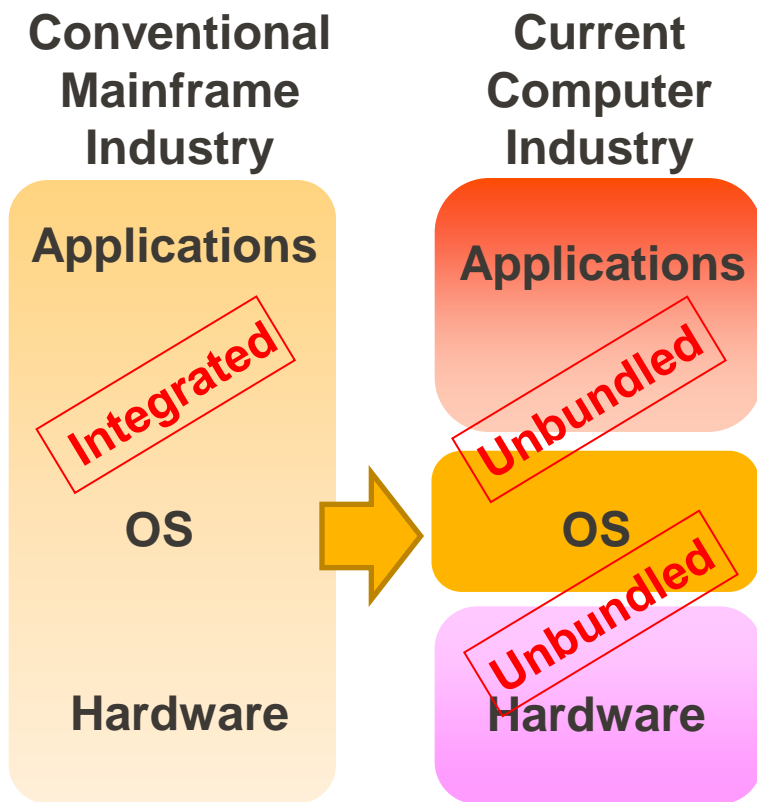 Conventional
Mainframe
Industry
Applications
Integrated
OS
Hardware
Current
Computer
Industry
Applications
Unbundled
OS
Unbundled
Hardware